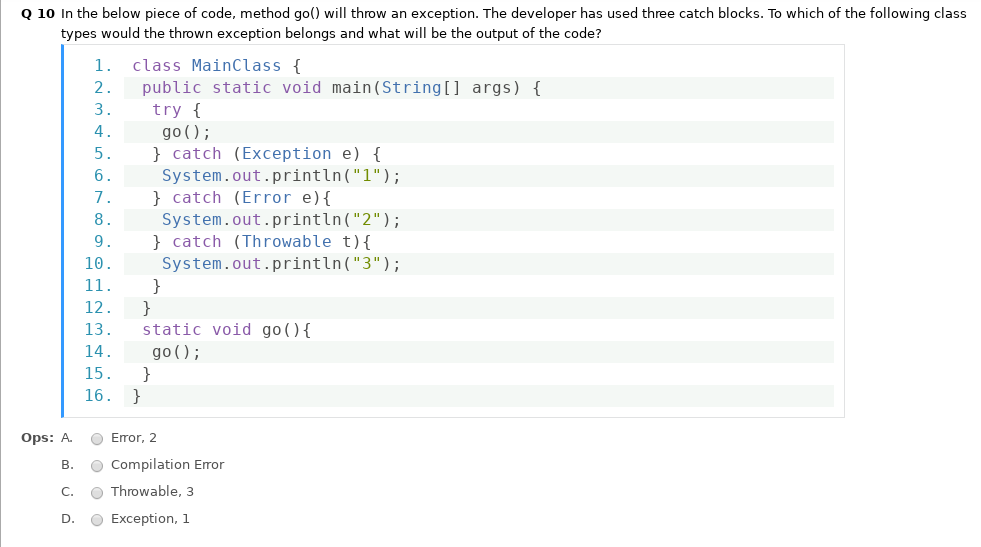 Q 10 In the below piece of code, method go() will throw an exception. The developer has used three catch blocks. To which of the following class
types would the thrown exception belongs and what will be the output of the code?
1. class MainClass {
2. public static void main(String[] args) {
3. try {
4. go();
5. } catch (Exception e) {
6. System.out.println("1");
7. } catch (Error e){
8. System.out.println("2");
9. } catch (Throwable t){
10. System.out.println("3");
11. }
12. }
13. static void go(){
14. go();
15. }
16. }
Ops: A. Error, 2
B. Compilation Error
C. Throwable, 3
D. Exception, 1